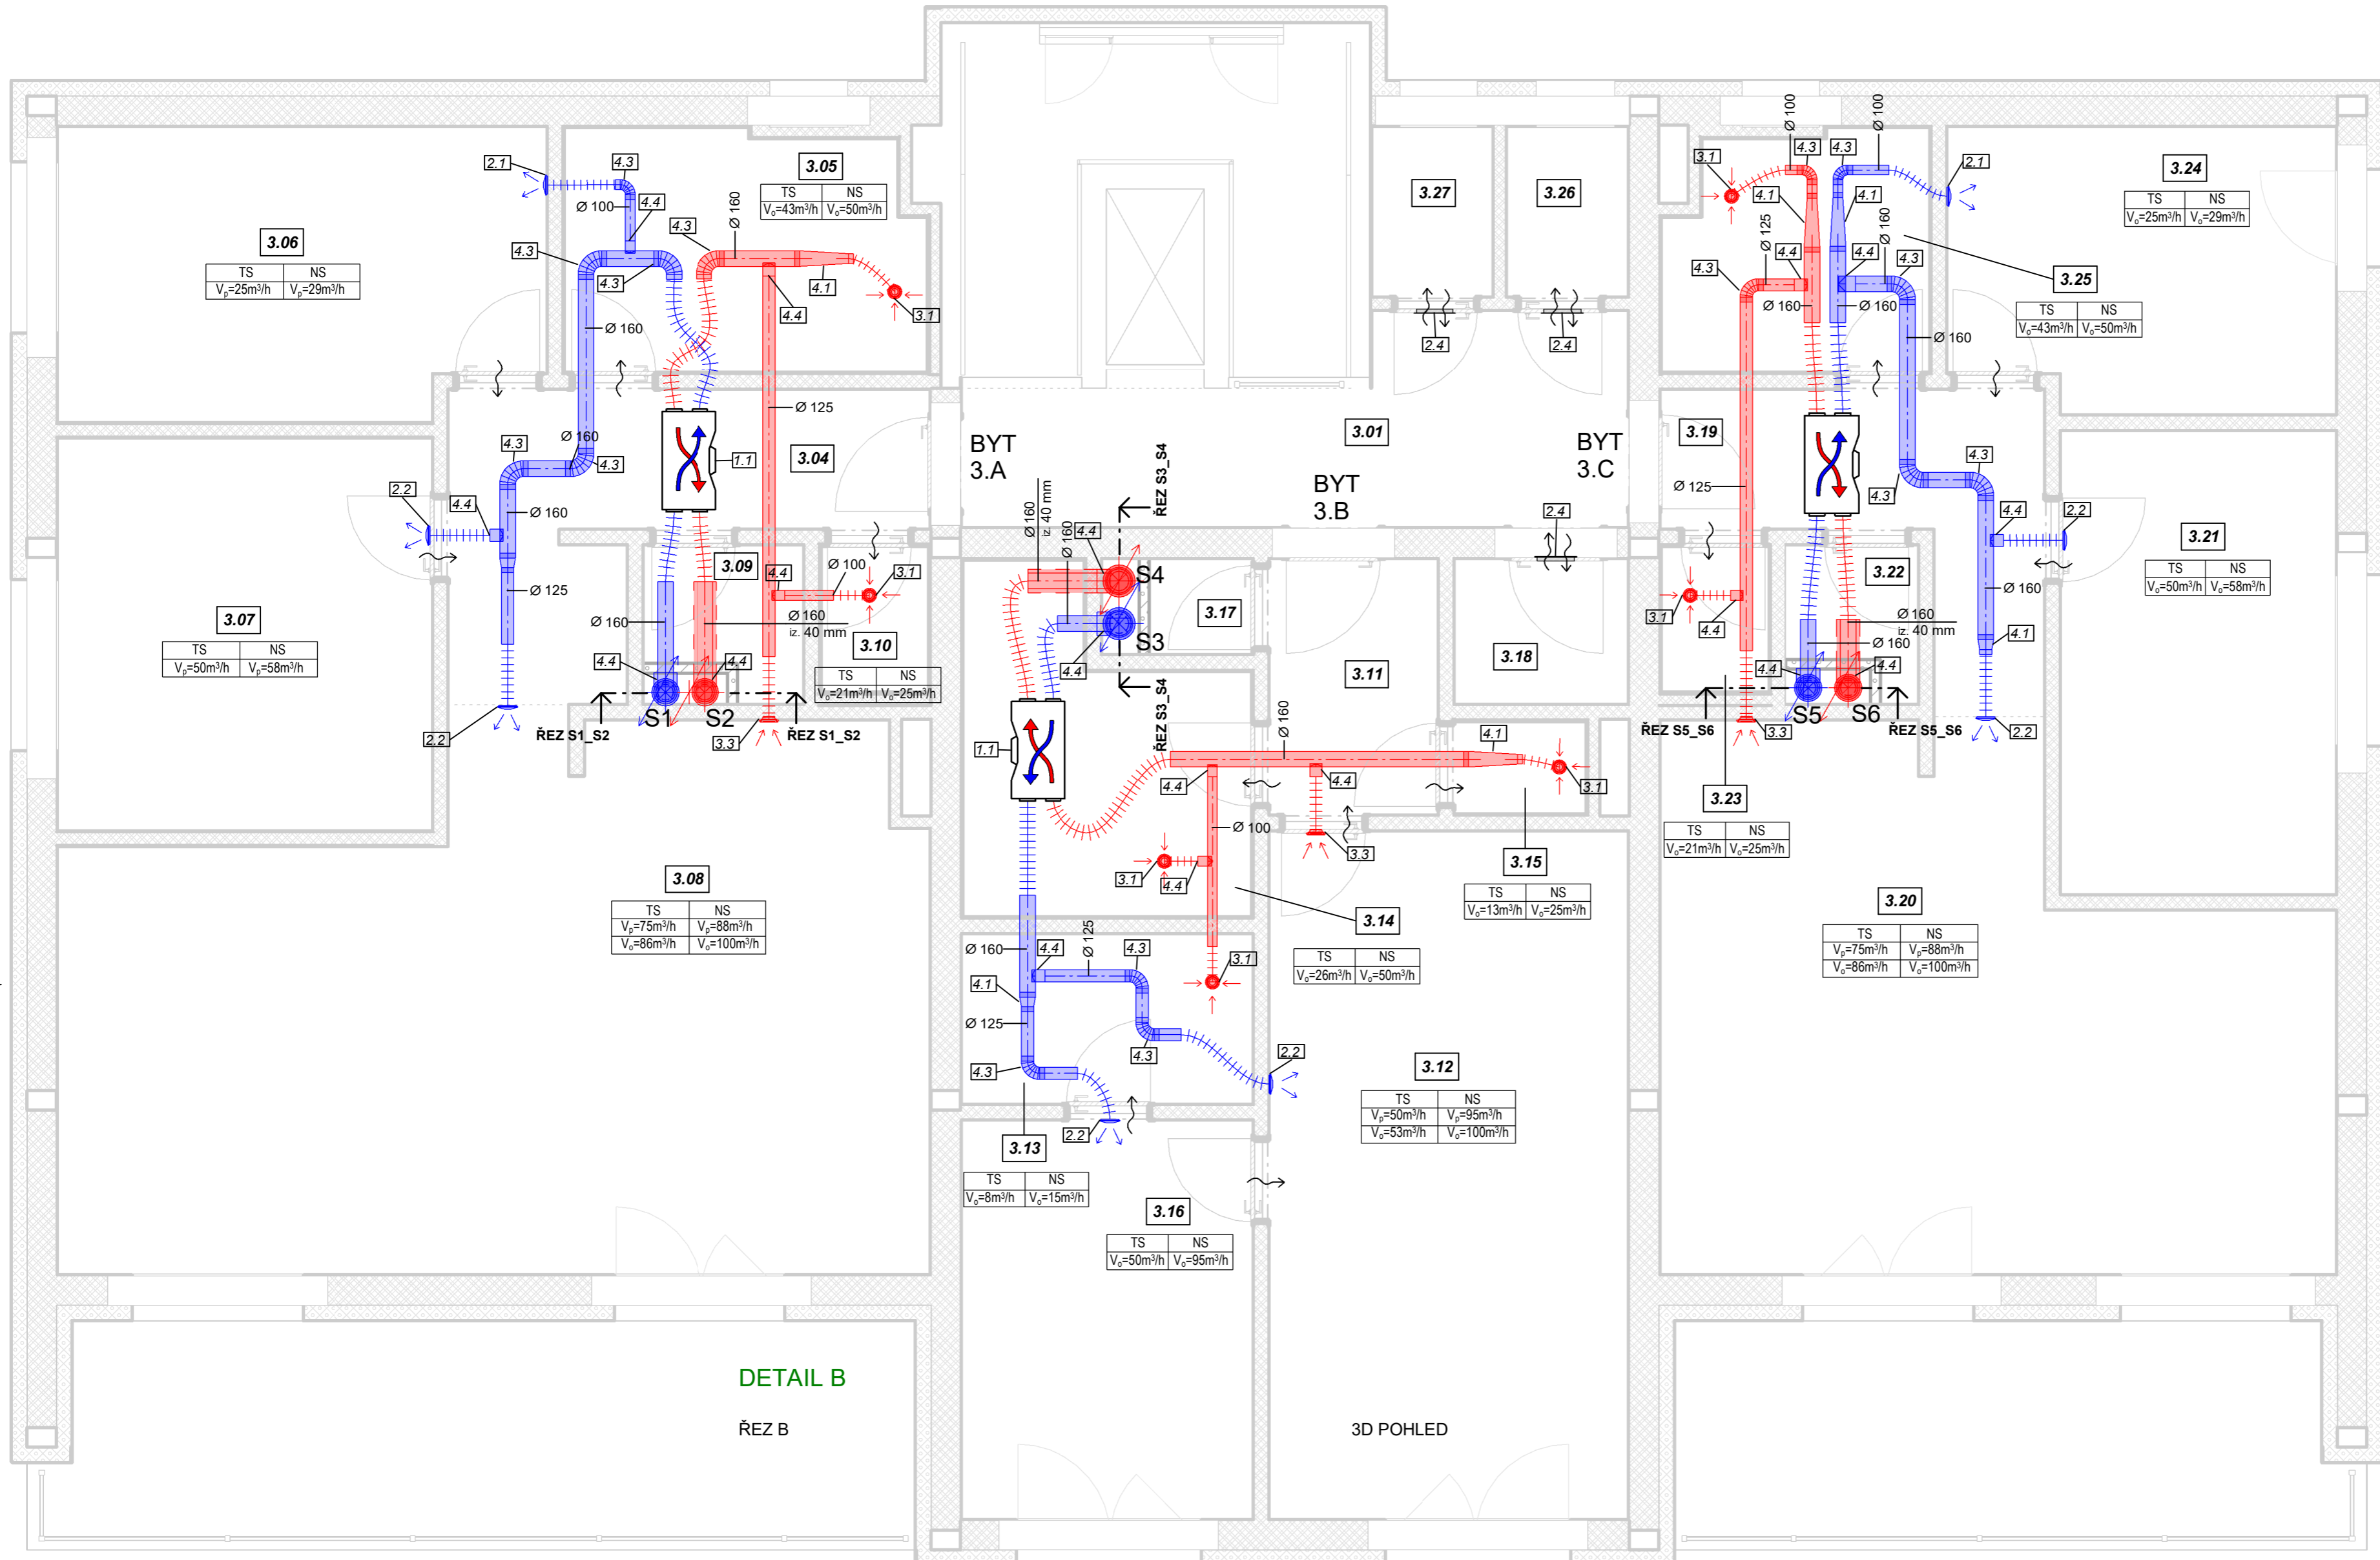 3.05
TS NS
Vo=43m³/h Vo=50m³/h
3.06
TS NS
Vp=25m³/h Vp=29m³/h
2.1
4.3
Ø 100
4.4
4.3
4.3
4.3
Ø 160
4.1
4.4
3.1
Ø 160
Ø 125
1.1
3.04
4.3
Ø 160
4.3
2.2
4.4
Ø 160
Ø 125
3.07
TS NS
Vp=50m³/h Vp=58m³/h
2.2
3.09
4.4
Ø 100
3.1
Ø 160
Ø 160
iz. 40 mm
3.10
TS NS
Vo=21m³/h Vo=25m³/h
4.4
4.4
S1
S2
ŘEZ S1_S2
3.3
ŘEZ S1_S2
3.08
TS NS
Vp=75m³/h Vp=88m³/h
Vo=86m³/h Vo=100m³/h
3.27
3.26
2.4
2.4
3.01
BYT
3.A
BYT
3.B
BYT
3.C
Ø 160
iz. 40 mm
Ø 160
4.4
ŘEZ S3_S4
S4
S3
4.4
3.17
2.4
3.18
3.11
ŘEZ S3_S4
1.1
Ø 160
4.1
4.4
4.4
3.1
Ø 100
3.3
3.1
4.4
3.15
TS NS
Vo=13m³/h Vo=25m³/h
3.14
TS NS
Vo=26m³/h Vo=50m³/h
Ø 160
4.4
Ø 125
4.3
3.1
4.1
Ø 125
4.3
4.3
2.2
2.2
3.13
TS NS
Vo=8m³/h Vo=15m³/h
3.12
TS NS
Vp=50m³/h Vp=95m³/h
Vo=53m³/h Vo=100m³/h
3.16
TS NS
Vo=50m³/h Vo=95m³/h
Ø 100
Ø 100
3.1
4.3
4.3
2.1
3.24
TS NS
Vo=25m³/h Vo=29m³/h
4.1
4.1
Ø 125
Ø 160
4.4
4.4
4.3
4.3
Ø 160
Ø 160
3.25
TS NS
Vo=43m³/h Vo=50m³/h
Ø 160
3.19
Ø 125
4.3
4.3
4.4
2.2
3.21
TS NS
Vo=50m³/h Vo=58m³/h
3.22
3.1
4.4
Ø 160
iz. 40 mm
Ø 160
Ø 160
4.1
4.4
4.4
S5
S6
ŘEZ S5_S6
3.3
ŘEZ S5_S6
2.2
3.23
TS NS
Vo=21m³/h Vo=25m³/h
3.20
TS NS
Vp=75m³/h Vp=88m³/h
Vo=86m³/h Vo=100m³/h
DETAIL B
ŘEZ B
3D POHLED